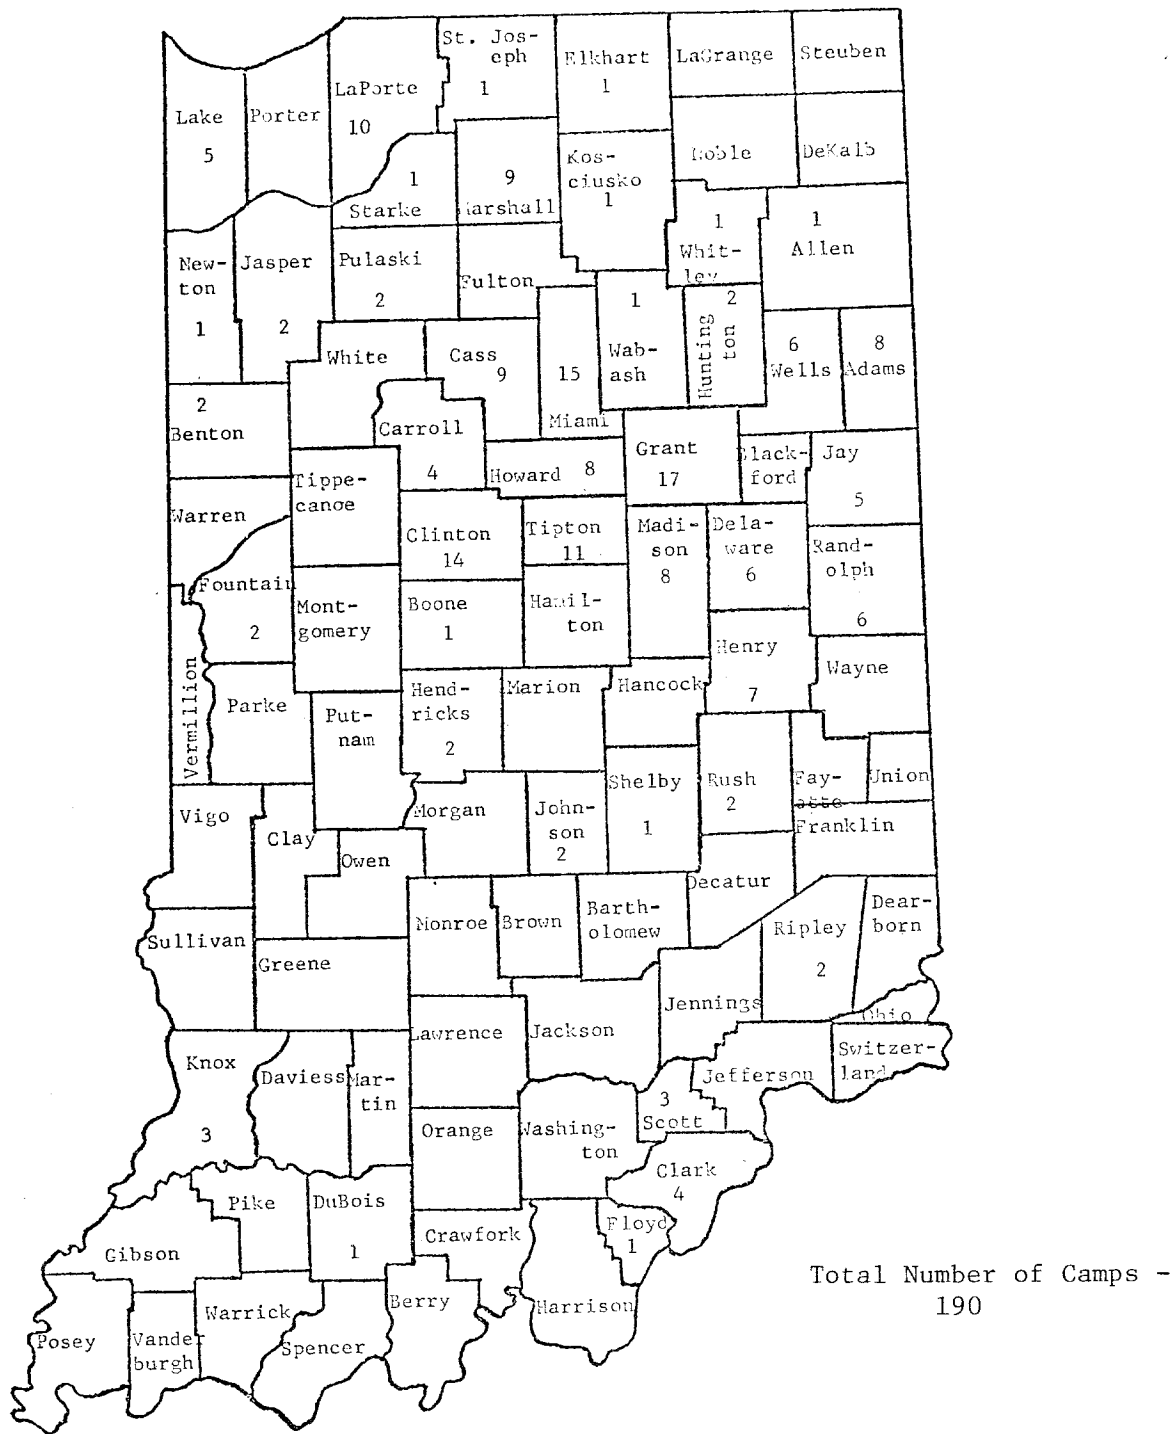 St. Jos-
eph
1
Elkhart
1
LaGrange
Steuben
LaPorte
10
Lake
5
Porter
Noble
DeKalb
Kos-
ciusko
1
1
Starke
9
Marshall
1
Whit-
ley
1
Allen
New-
ton
1
Jasper
2
Pulaski
2
Fulton
1
Wab-
ash
2
Hunting
ton
6
Wells
8
Adams
White
Cass
9
15
Miami
2
Benton
Carroll
4
Howard 8
Grant
17
Black-
ford
Jay
5
Tippe-
canoe
Warren
Clinton
14
Tipton
11
Madi-
son
8
Dela-
ware
6
Rand-
olph
6
Fountain
2
Mont-
gomery
Boone
1
Hamil-
ton
Henry
7
Wayne
Vermillion
Parke
Put-
nam
Hend-
ricks
2
Marion
Hancock
Shelby
1
Rush
2
Fay-
ette
Union
Franklin
Vigo
Clay
Owen
Morgan
John-
son
2
Decatur
Sullivan
Greene
Monroe
Brown
Barth-
olomew
Ripley
2
Dear-
born
Jennings
Ohio
Knox
3
Daviess
Mar-
tin
Lawrence
Jackson
Jefferson
Switzer-
land
3
Scott
Orange
Washing-
ton
Clark
4
Pike
DuBois
1
Gibson
Crawfork
Floyd
1
Total Number of Camps -
190
Posey
Vander
burgh
Warrick
Spencer
Berry
Harrison